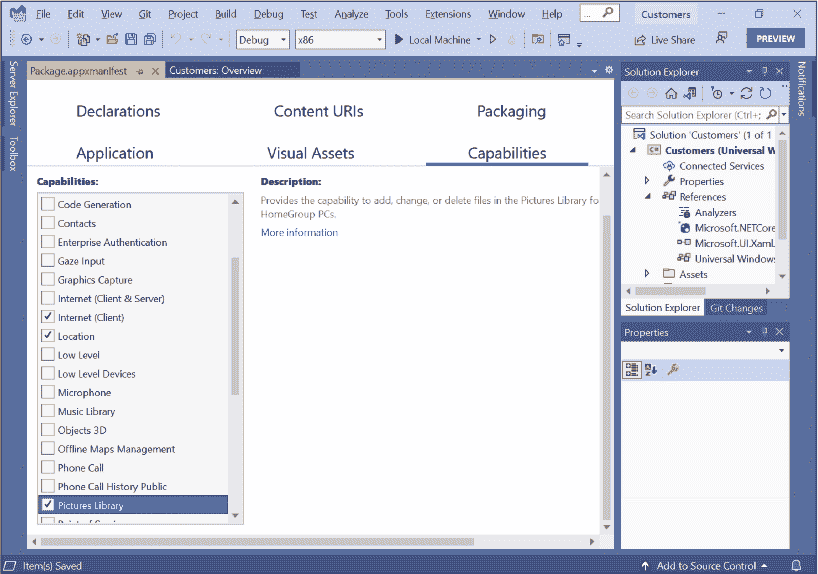 File Edit View Git Project Build Debug Test Analyze Tools Extensions Window Help ... Customers
Debug x86 Local Machine Live Share PREVIEW
Server Explorer
Toolbox
Package.appxmanifest
Customers: Overview
Declarations Content URIs Packaging
Application Visual Assets Capabilities
Capabilities:
Code Generation
Contacts
Enterprise Authentication
Gaze Input
Graphics Capture
Internet (Client & Server)
Internet (Client)
Location
Low Level
Low Level Devices
Microphone
Music Library
Objects 3D
Offline Maps Management
Phone Call
Phone Call History Public
Pictures Library
Description:
Provides the capability to add, change, or delete files in the Pictures Library fo
HomeGroup PCs.
More information
Solution Explorer
Search Solution Explorer (Ctrl+;
Solution 'Customers' (1 of 1
Customers (Universal W
Connected Services
Properties
References
Analyzers
Microsoft.NETCore
Microsoft.UI.Xaml.
Universal Windows
Assets
Solution Explorer Git Changes
Properties
Notifications
Item(s) Saved
Add to Source Control